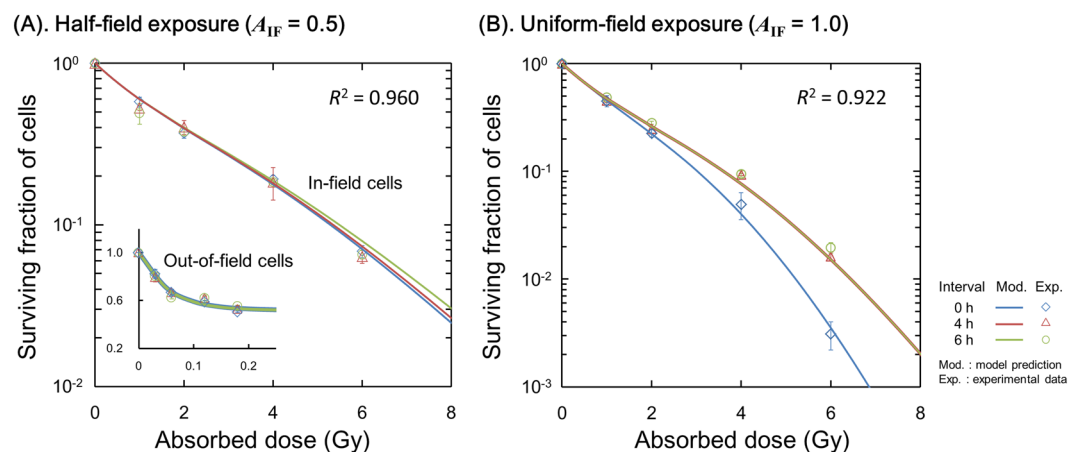 (A). Half-field exposure (A_IF = 0.5)
10^0
10^-1
10^-2
Surviving fraction of cells
R^2 = 0.960
In-field cells
Out-of-field cells
1.0
0.6
0.2
0 0.1 0.2
0 2 4 6 8
Absorbed dose (Gy)
(B). Uniform-field exposure (A_IF = 1.0)
10^0
10^-1
10^-2
10^-3
Surviving fraction of cells
R^2 = 0.922
0 2 4 6 8
Absorbed dose (Gy)
Interval Mod. Exp.
0 h
4 h
6 h
Mod. : model prediction
Exp. : experimental data